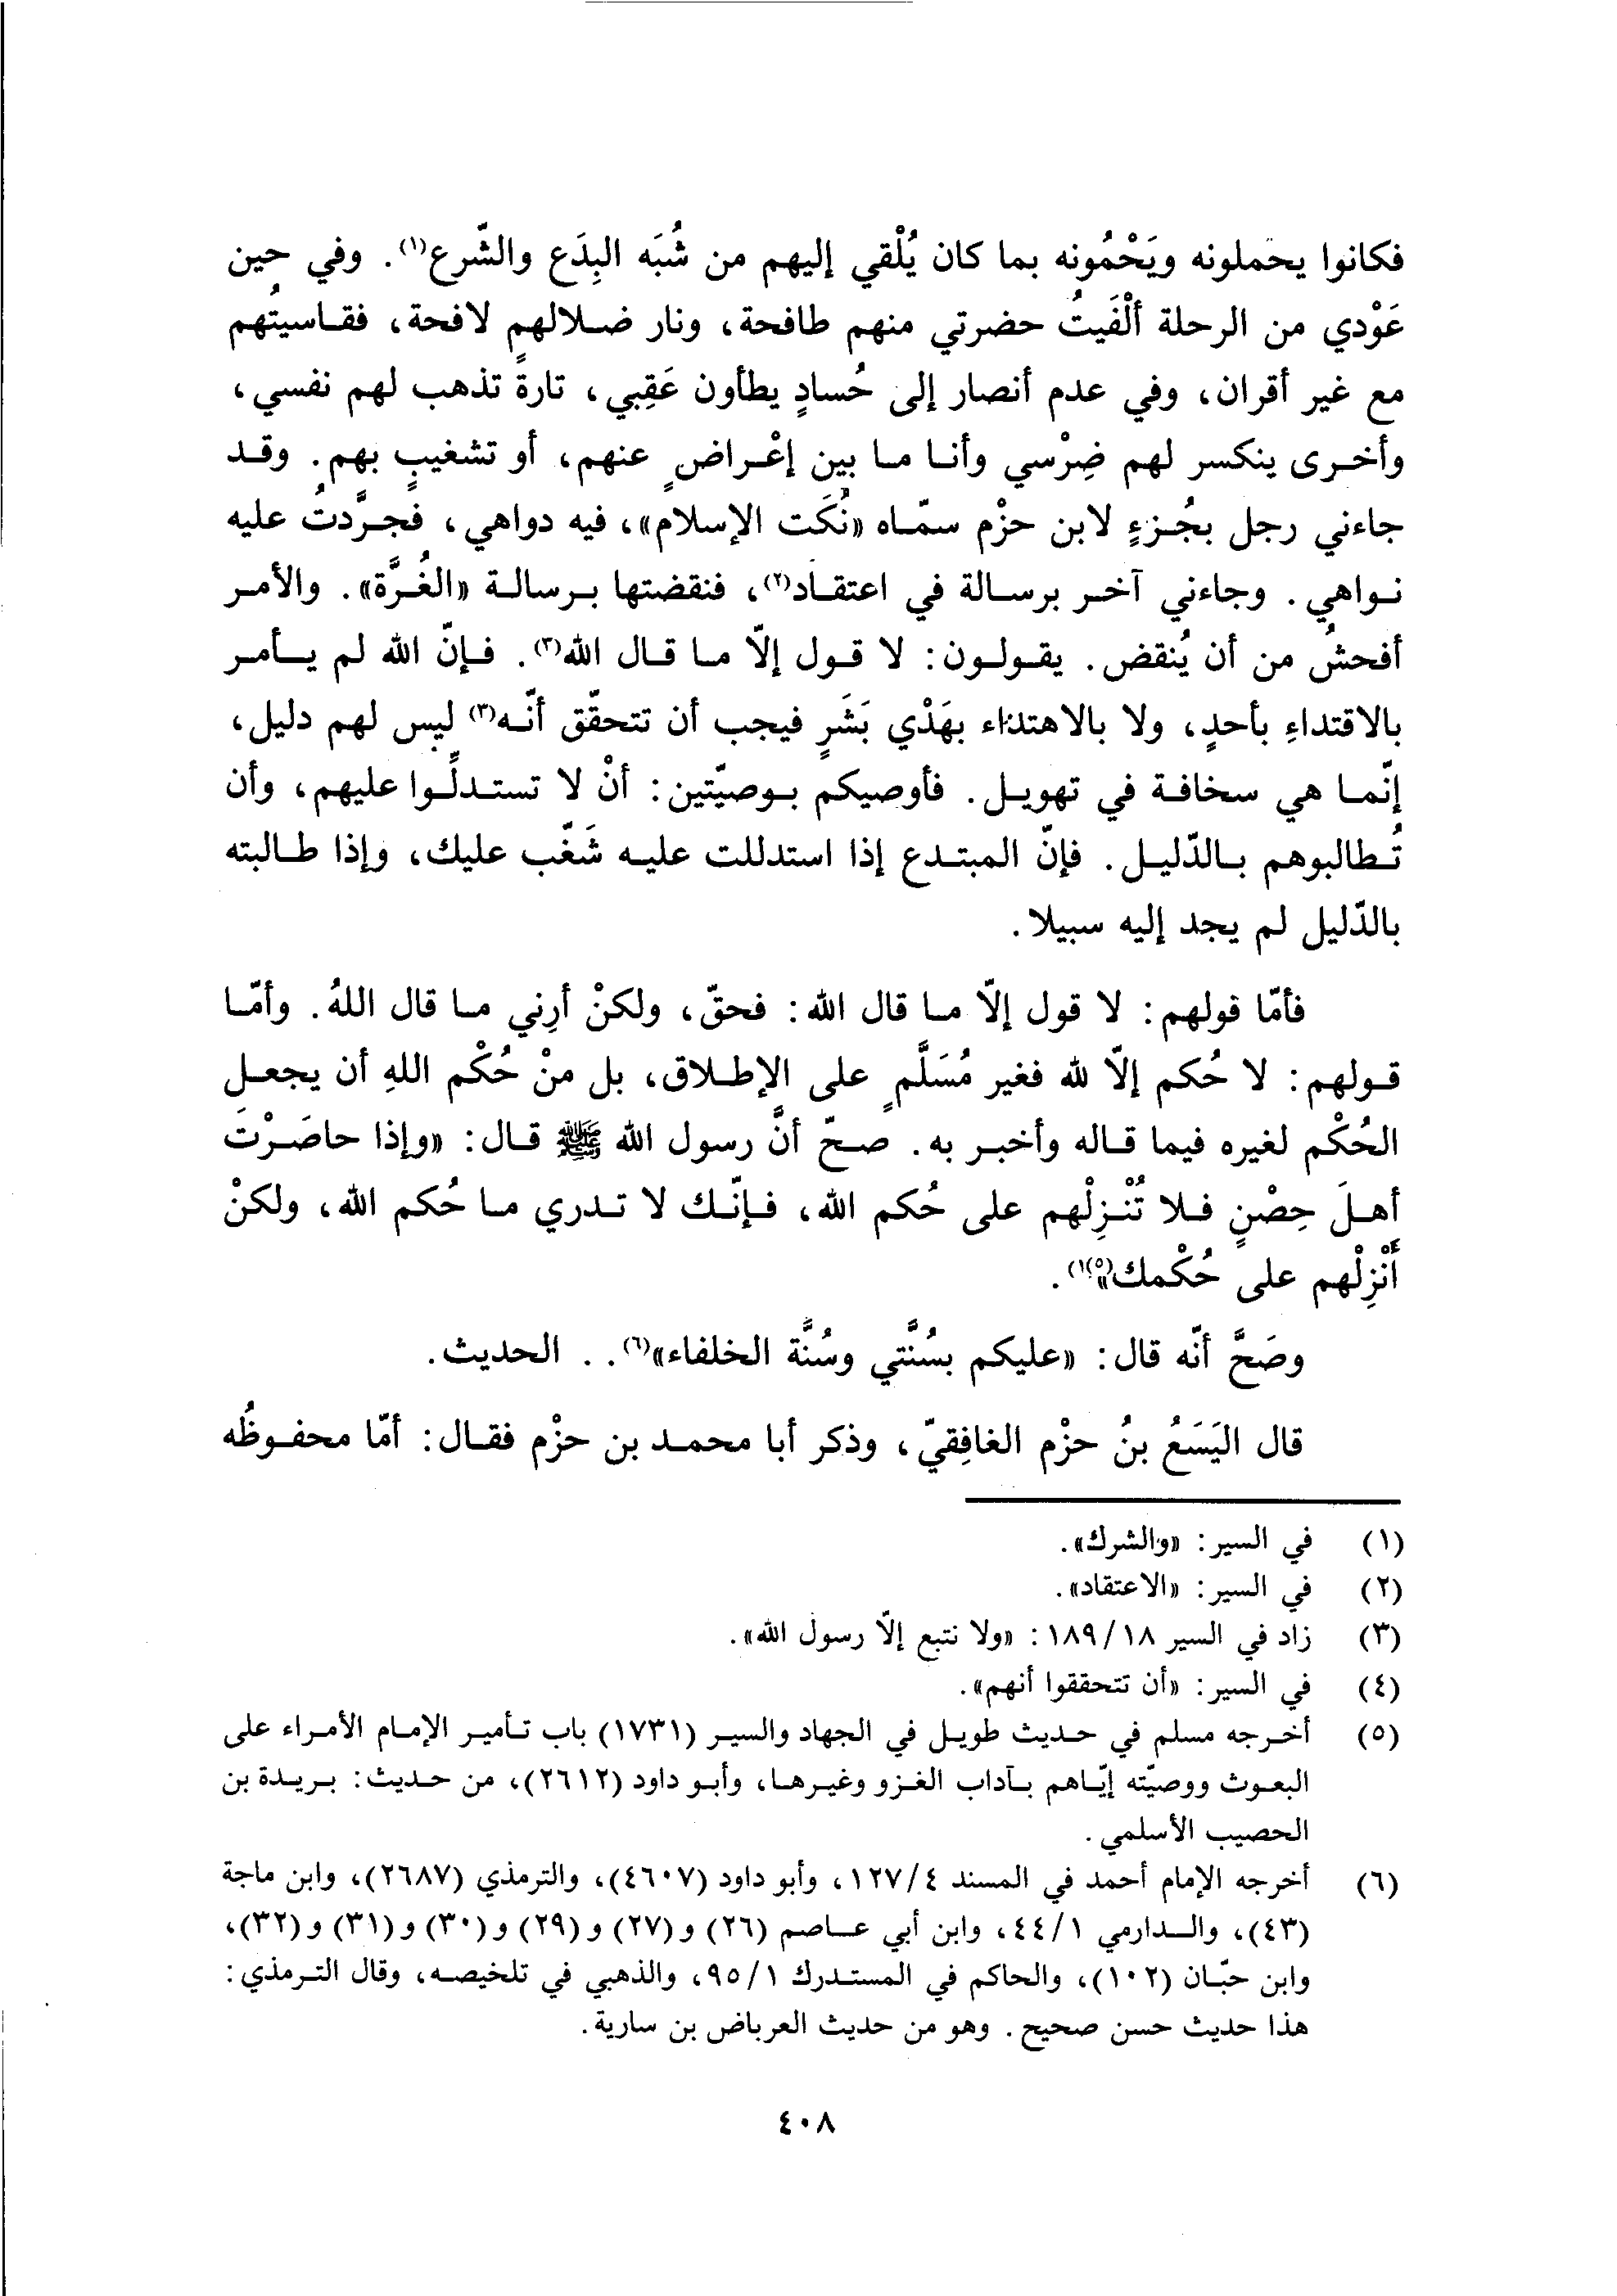 فكانوا يحملونه ويَحْمُونه بما كان يُلْقي إليهم من شُبَه البِدَع والشّرع(١). وفي حين
عَوْدي من الرحلة ألْفَيتُ حضرتي منهم طافحة، ونار ضلالهم لافحة، فقاسيتُهم
مع غير أقران، وفي عدم أنصار إلى حُسادٍ يطأون عَقِبي، تارةً تذهب لهم نفسي،
وأخرى ينكسر لهم ضِرْسي وأنا ما بين إعْراضٍ عنهم، أو تشغيبٍ بهم. وقد
جاءني رجل بجُزءٍ لابن حزْم سمّاه «نُكَت الإسلام»، فيه دواهي، فجرَّدتُ عليه
نواهي. وجاءني آخر برسالة في اعتقاد(٢)، فنقضتها برسالة «الغُرَّة». والأمر
أفحشُ من أن يُنقض. يقولون: لا قول إلّا ما قال الله(٣). فإنّ الله لم يأمر
بالاقتداءِ بأحدٍ، ولا بالاهتداء بهَدْي بَشَرٍ فيجب أن تتحقّق أنّه(٣) ليس لهم دليل،
إنّما هي سخافة في تهويل. فأوصيكم بوصيّتين: أنْ لا تستدلّوا عليهم، وأن
تُطالبوهم بالدّليل. فإنّ المبتدع إذا استدللت عليه شَغّب عليك، وإذا طالبته
بالدّليل لم يجد إليه سبيلا.
فأمّا قولهم: لا قول إلّا ما قال الله: فحقّ، ولكنْ أرِني ما قال اللهُ. وأمّا
قولهم: لا حُكم إلّا لله فغير مُسَلَّمٍ على الإطلاق، بل منْ حُكْم اللهِ أن يجعل
الحُكْم لغيره فيما قاله وأخبر به. صحّ أنَّ رسول الله ﷺ قال: «وإذا حاصَرْتَ
أهلَ حِصْنٍ فلا تُنْزِلْهم على حُكم الله، فإنّك لا تدري ما حُكم الله، ولكنْ
أَنْزِلْهم على حُكْمك»(٥)(١).
وصَحَّ أنّه قال: «عليكم بسُنَّتي وسُنَّة الخلفاء»(٦).. الحديث.
قال اليَسَعُ بنُ حزْم الغافِقيّ، وذكر أبا محمد بن حزْم فقال: أمّا محفوظُه
(١) في السير: «والشرك».
(٢) في السير: «الاعتقاد».
(٣) زاد في السير ١٨/١٨٩: «ولا نتبع إلّا رسول الله».
(٤) في السير: «أن تتحققوا أنهم».
(٥) أخرجه مسلم في حديث طويل في الجهاد والسير (١٧٣١) باب تأمير الإمام الأمراء على
البعوث ووصيّته إيّاهم بآداب الغزو وغيرها، وأبو داود (٢٦١٢)، من حديث: بريدة بن
الحصيب الأسلمي.
(٦) أخرجه الإمام أحمد في المسند ٤/١٢٧، وأبو داود (٤٦٠٧)، والترمذي (٢٦٨٧)، وابن ماجة
(٤٣)، والدارمي ١/٤٤، وابن أبي عاصم (٢٦) و(٢٧) و(٢٩) و(٣٠) و(٣١) و(٣٢)،
وابن حبّان (١٠٢)، والحاكم في المستدرك ١/٩٥، والذهبي في تلخيصه، وقال الترمذي:
هذا حديث حسن صحيح. وهو من حديث العرباض بن سارية.
٤٠٨